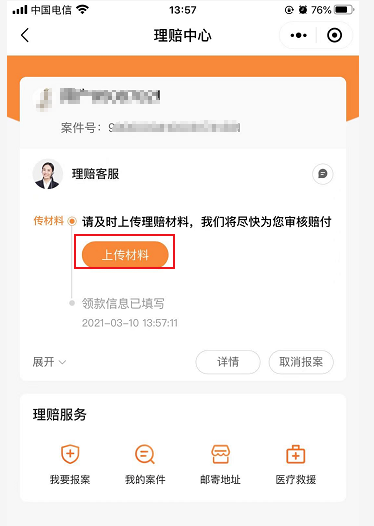 中国电信
13:57
76%
理赔中心
案件号：
理赔客服
传材料
请及时上传理赔材料，我们将尽快为您审核赔付
上传材料
领款信息已填写
2021-03-10 13:57:11
展开
详情
取消报案
理赔服务
我要报案
我的案件
邮寄地址
医疗救援